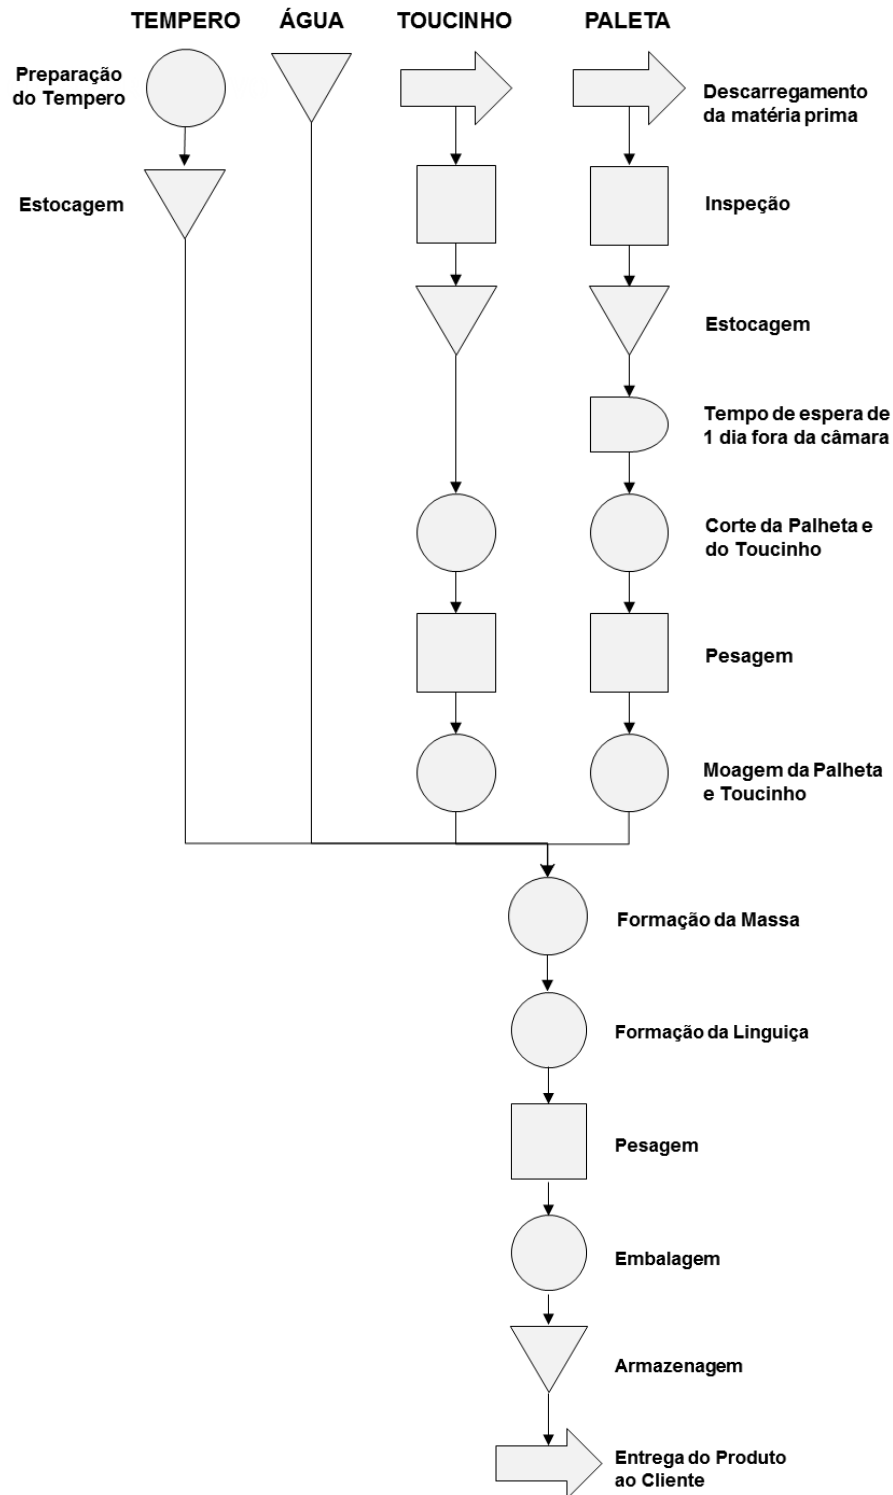 TEMPERO ÁGUA TOUCINHO PALETA
Preparação
do Tempero
Descarregamento
da matéria prima
Estocagem
Inspeção
Estocagem
Tempo de espera de
1 dia fora da câmara
Corte da Palheta e
do Toucinho
Pesagem
Moagem da Palheta
e Toucinho
Formação da Massa
Formação da Linguiça
Pesagem
Embalagem
Armazenagem
Entrega do Produto
ao Cliente